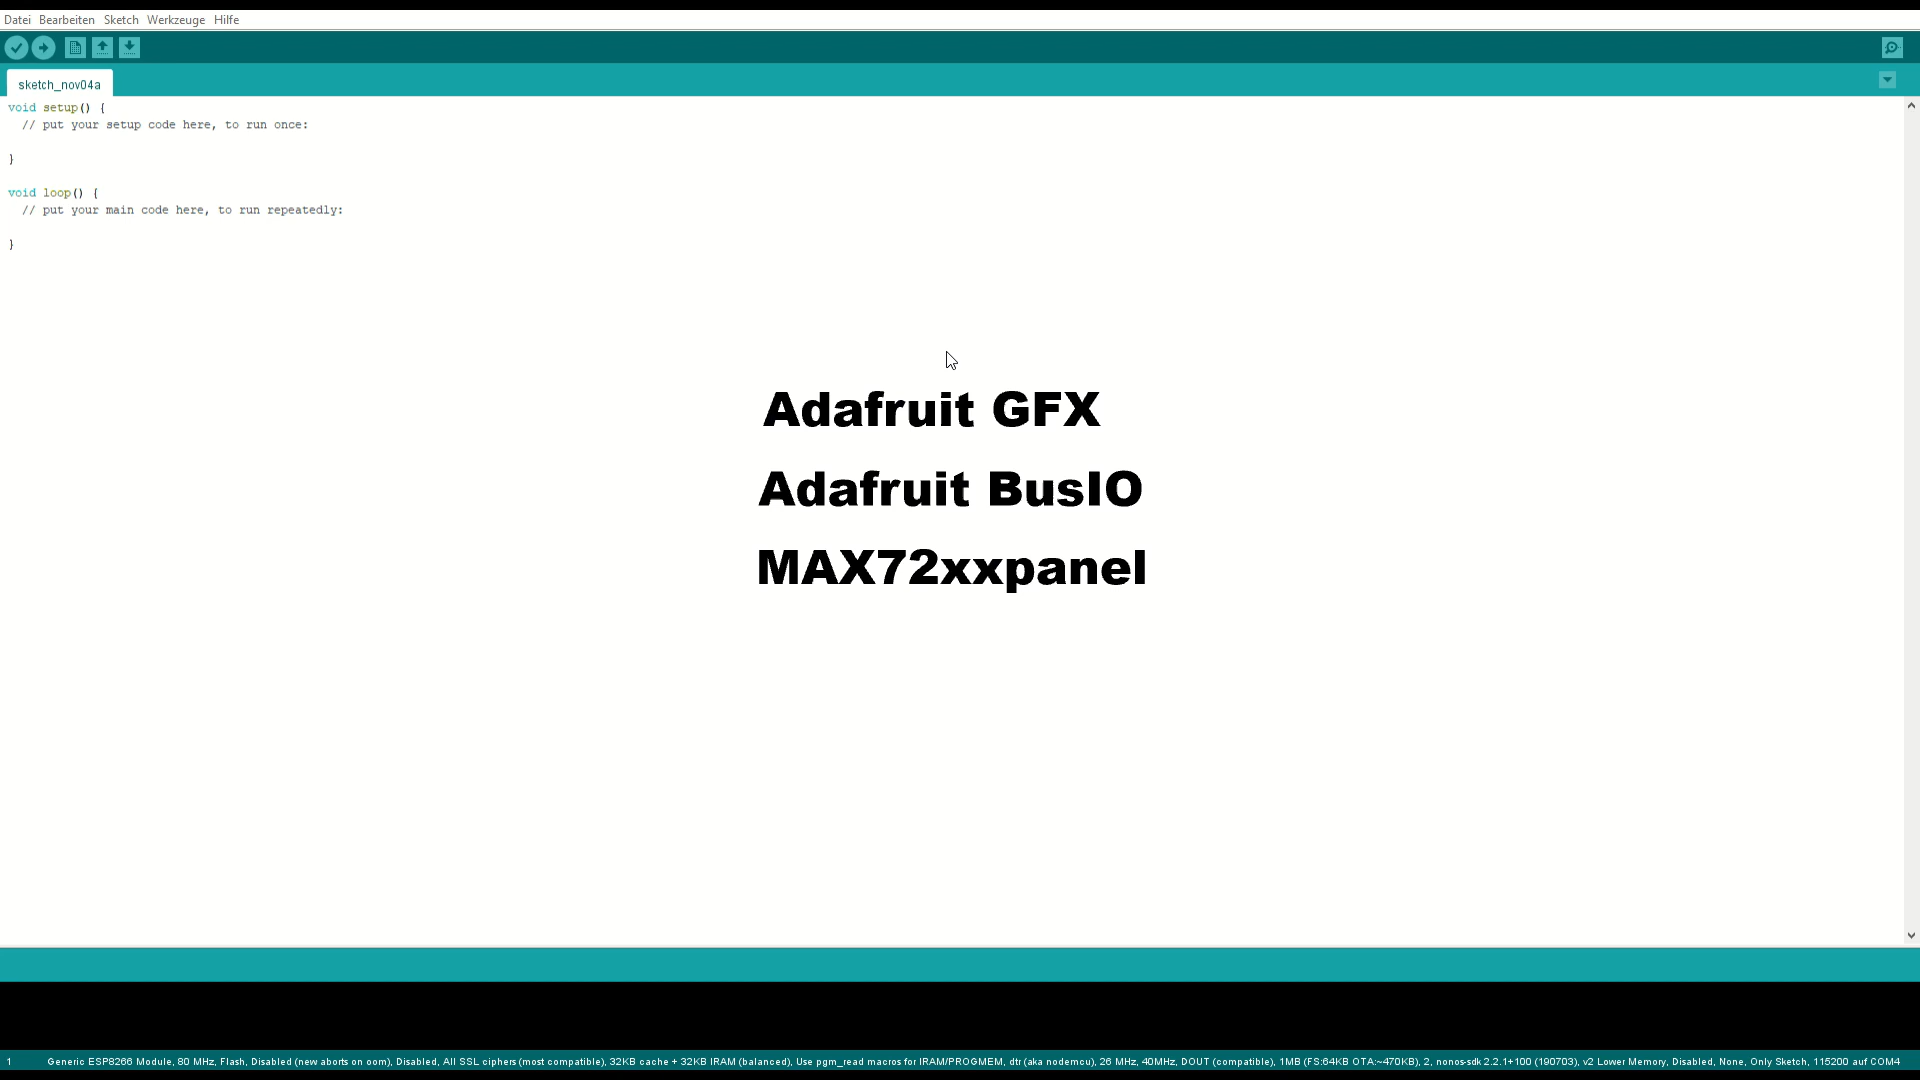 Datei Bearbeiten Sketch Werkzeuge Hilfe
sketch_nov04a
void setup() {
  // put your setup code here, to run once:
}
void loop() {
  // put your main code here, to run repeatedly:
}
Adafruit GFX
Adafruit BusIO
MAX72xxpanel
1 Generic ESP8266 Module, 80 MHz, Flash, Disabled (new aborts on oom), Disabled, All SSL ciphers (most compatible), 32KB cache + 32KB IRAM (balanced), Use pgm_read macros for IRAM/PROGMEM, dtr (aka nodemcu), 26 MHz, 40MHz, DOUT (compatible), 1MB (FS:64KB OTA:~470KB), 2, nonos-sdk 2.2.1+100 (190703), v2 Lower Memory, Disabled, None, Only Sketch, 115200 auf COM4